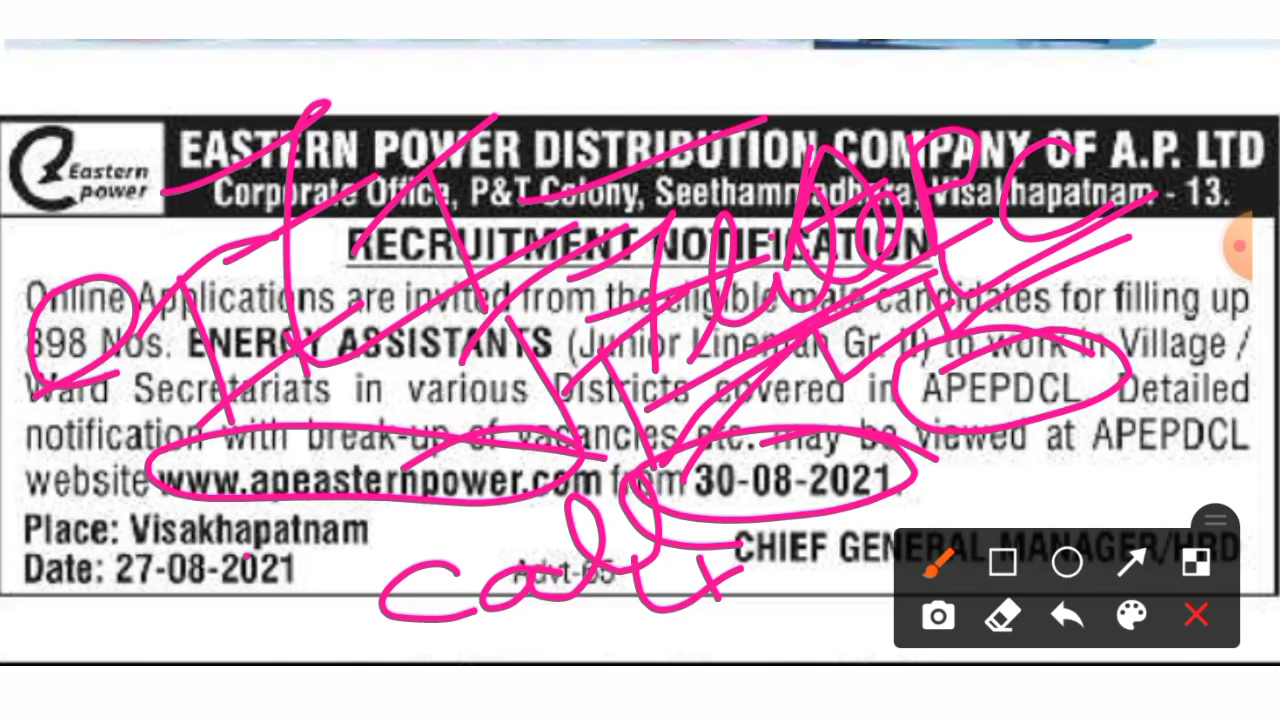 Eastern
power
EASTERN POWER DISTRIBUTION COMPANY OF A.P. LTD
Corporate Office, P&T Colony, Seethammadhara, Visakhapatnam - 13.
RECRUITMENT NOTIFICATION
Online Applications are invited from the eligible male candidates for filling up
398 Nos. ENERGY ASSISTANTS (Junior Lineman Gr. II) to work in Village /
Ward Secretariats in various Districts covered in APEPDCL. Detailed
notification with break-up of vacancies etc. may be viewed at APEPDCL
website www.apeasternpower.com from 30-08-2021.
Place: Visakhapatnam
CHIEF GENERAL MANAGER/HRD
Date: 27-08-2021
Advt-65